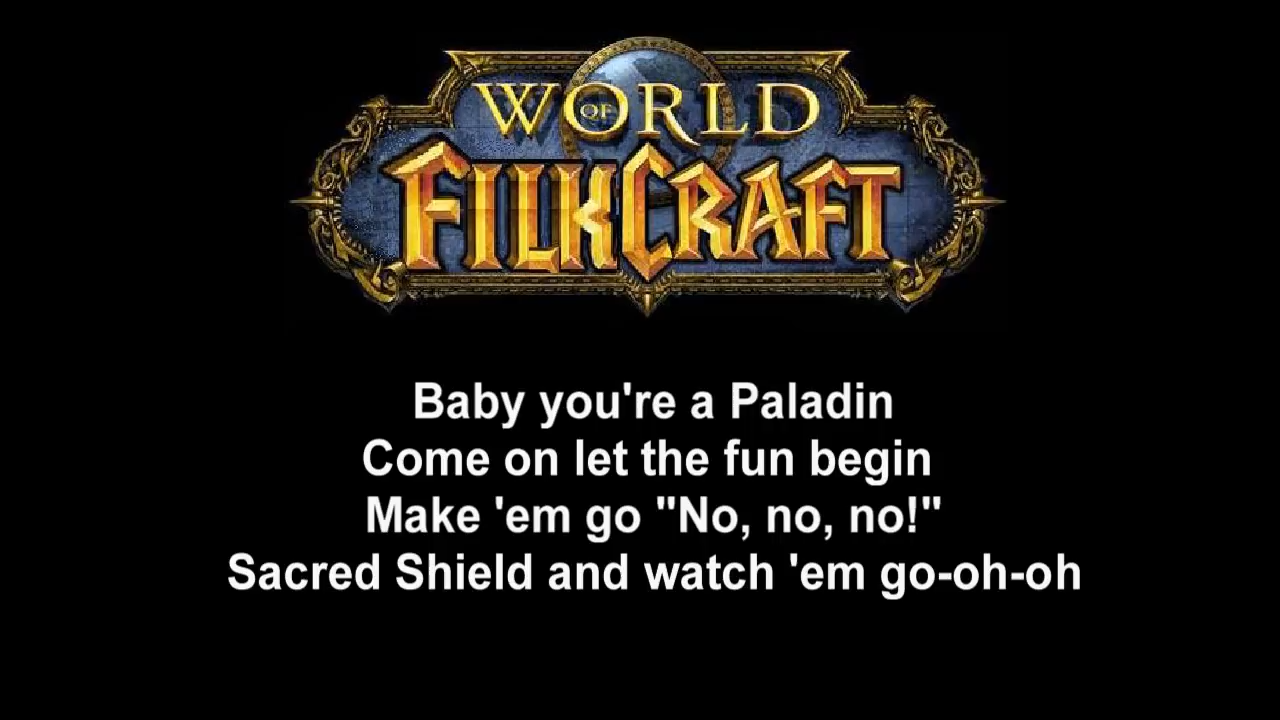 WORLD OF
FILKCRAFT
Baby you're a Paladin
Come on let the fun begin
Make 'em go "No, no, no!"
Sacred Shield and watch 'em go-oh-oh